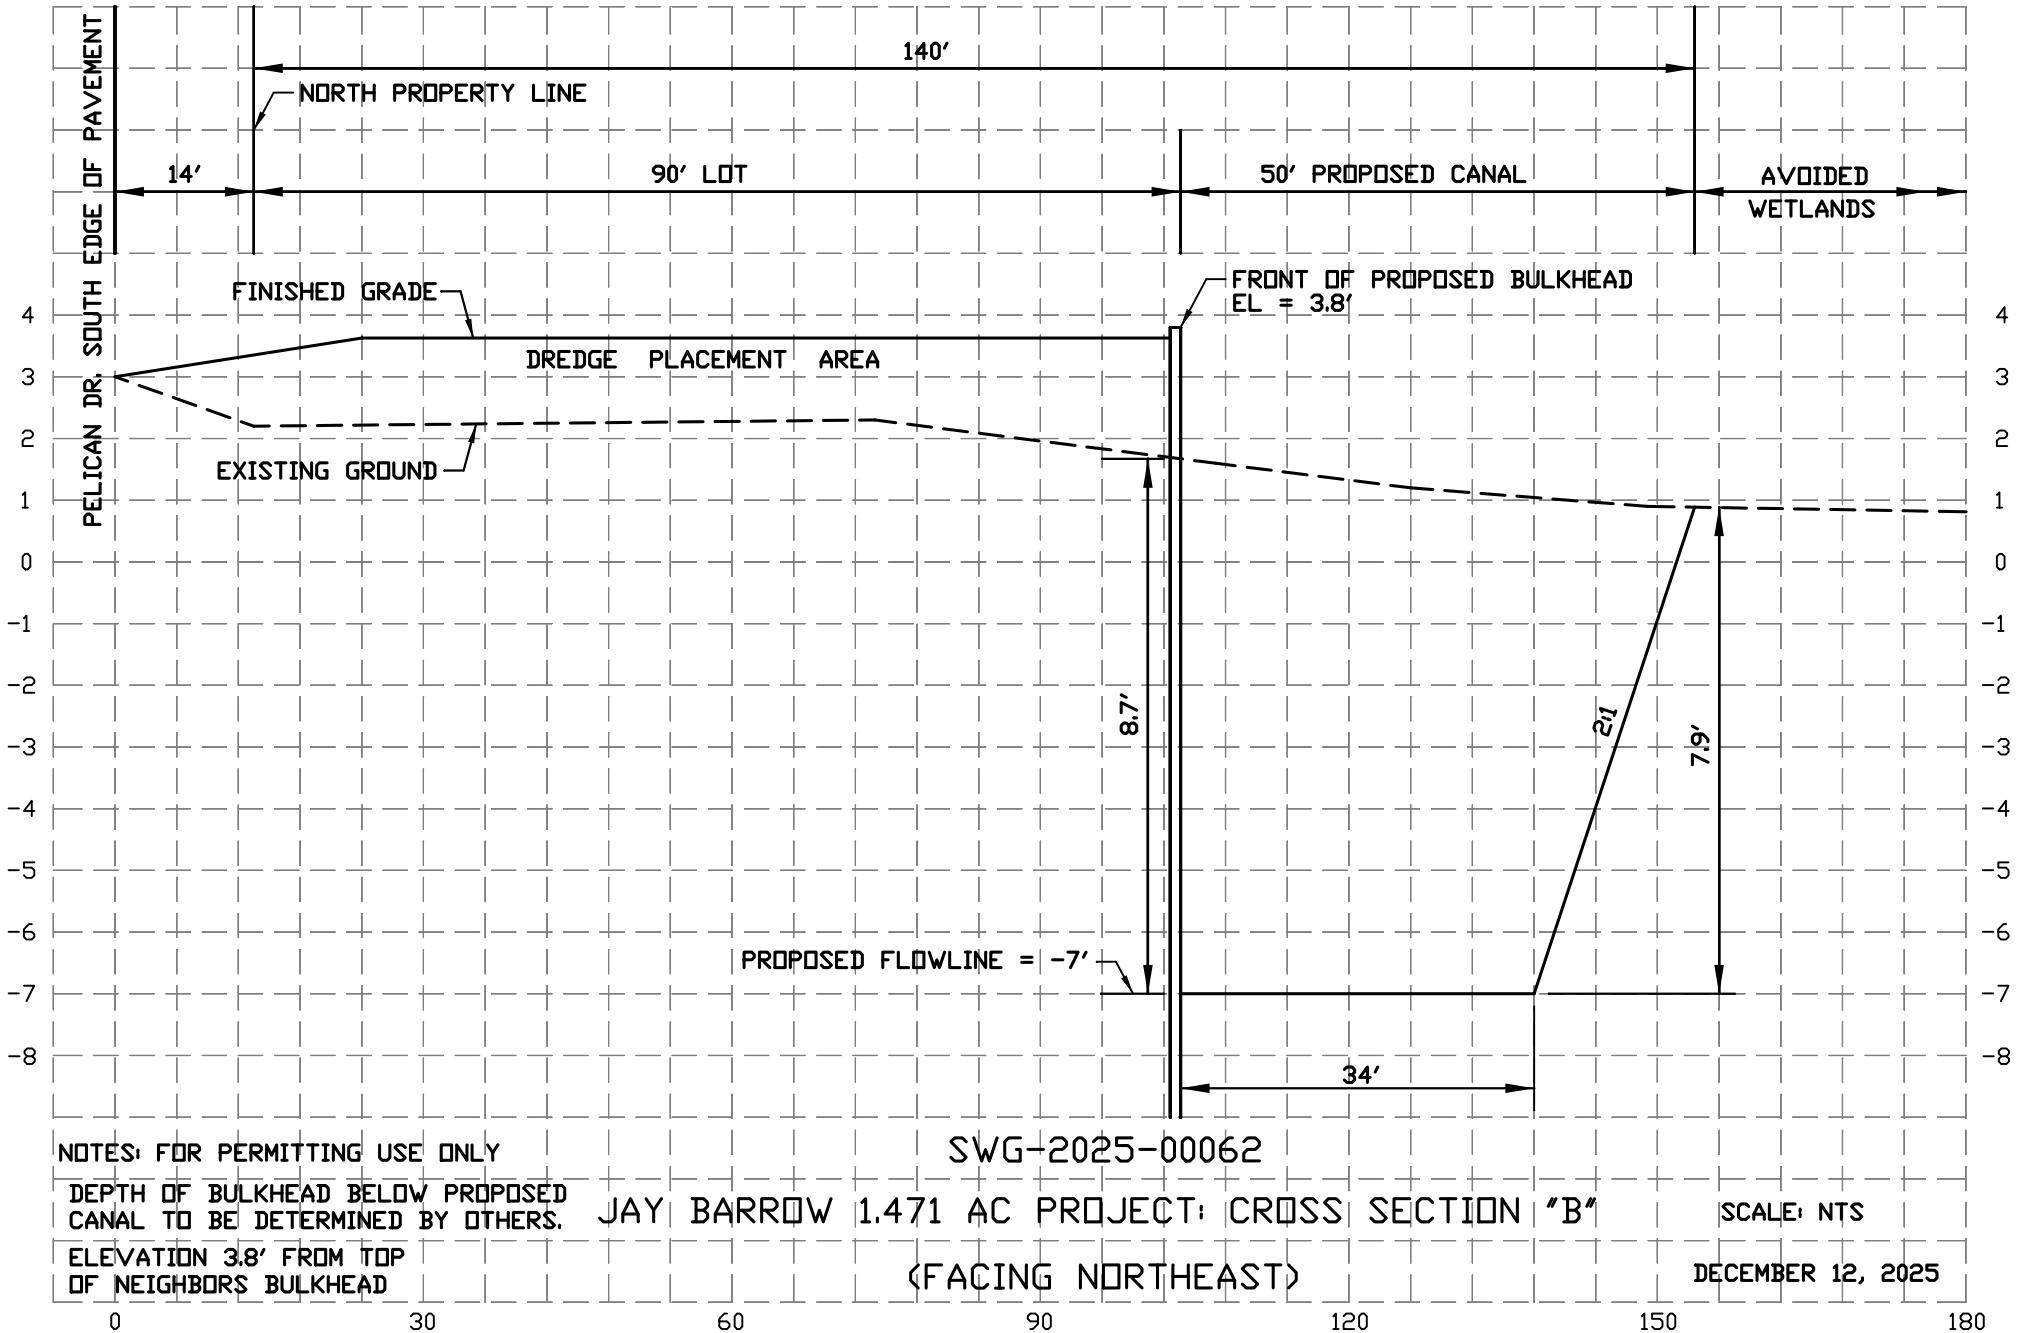 PELICAN DR. SOUTH EDGE OF PAVEMENT
140'
NORTH PROPERTY LINE
14'
90' LOT
50' PROPOSED CANAL
AVOIDED
WETLANDS
FINISHED GRADE
FRONT OF PROPOSED BULKHEAD
EL = 3.8'
DREDGE PLACEMENT AREA
EXISTING GROUND
4 4
3 3
2 2
1 1
0 0
-1 -1
-2 -2
-3 -3
-4 -4
-5 -5
-6 -6
-7 -7
-8 -8
8.7'
2:1
7.9'
PROPOSED FLOWLINE = -7'
34'
NOTES: FOR PERMITTING USE ONLY
DEPTH OF BULKHEAD BELOW PROPOSED
CANAL TO BE DETERMINED BY OTHERS.
ELEVATION 3.8' FROM TOP
OF NEIGHBORS BULKHEAD
SWG-2025-00062
JAY BARROW 1.471 AC PROJECT: CROSS SECTION "B"
(FACING NORTHEAST)
SCALE: NTS
DECEMBER 12, 2025
0 30 60 90 120 150 180